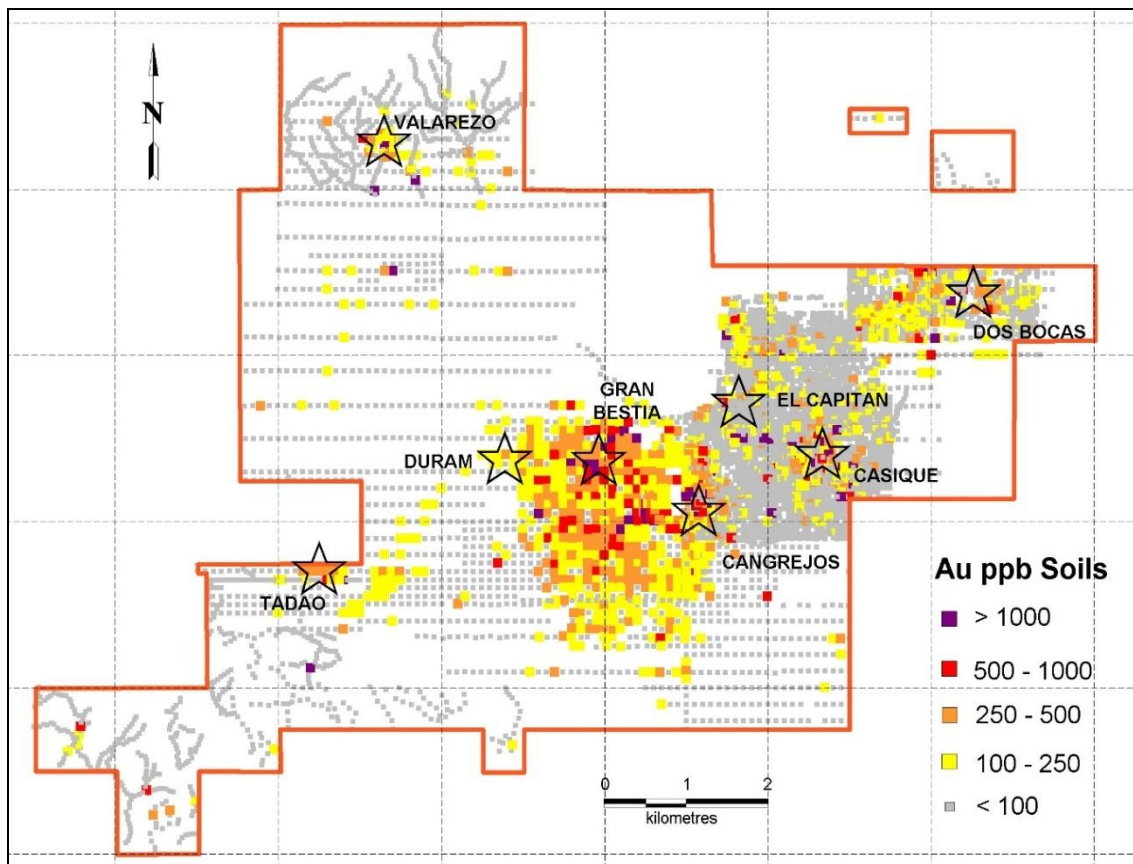 N
VALAREZO
DOS BOCAS
GRAN
BESTIA
EL CAPITAN
DURAM
CASIQUE
CANGREJOS
TADAO
Au ppb Soils
> 1000
500 - 1000
250 - 500
100 - 250
< 100
0 1 2
kilometres